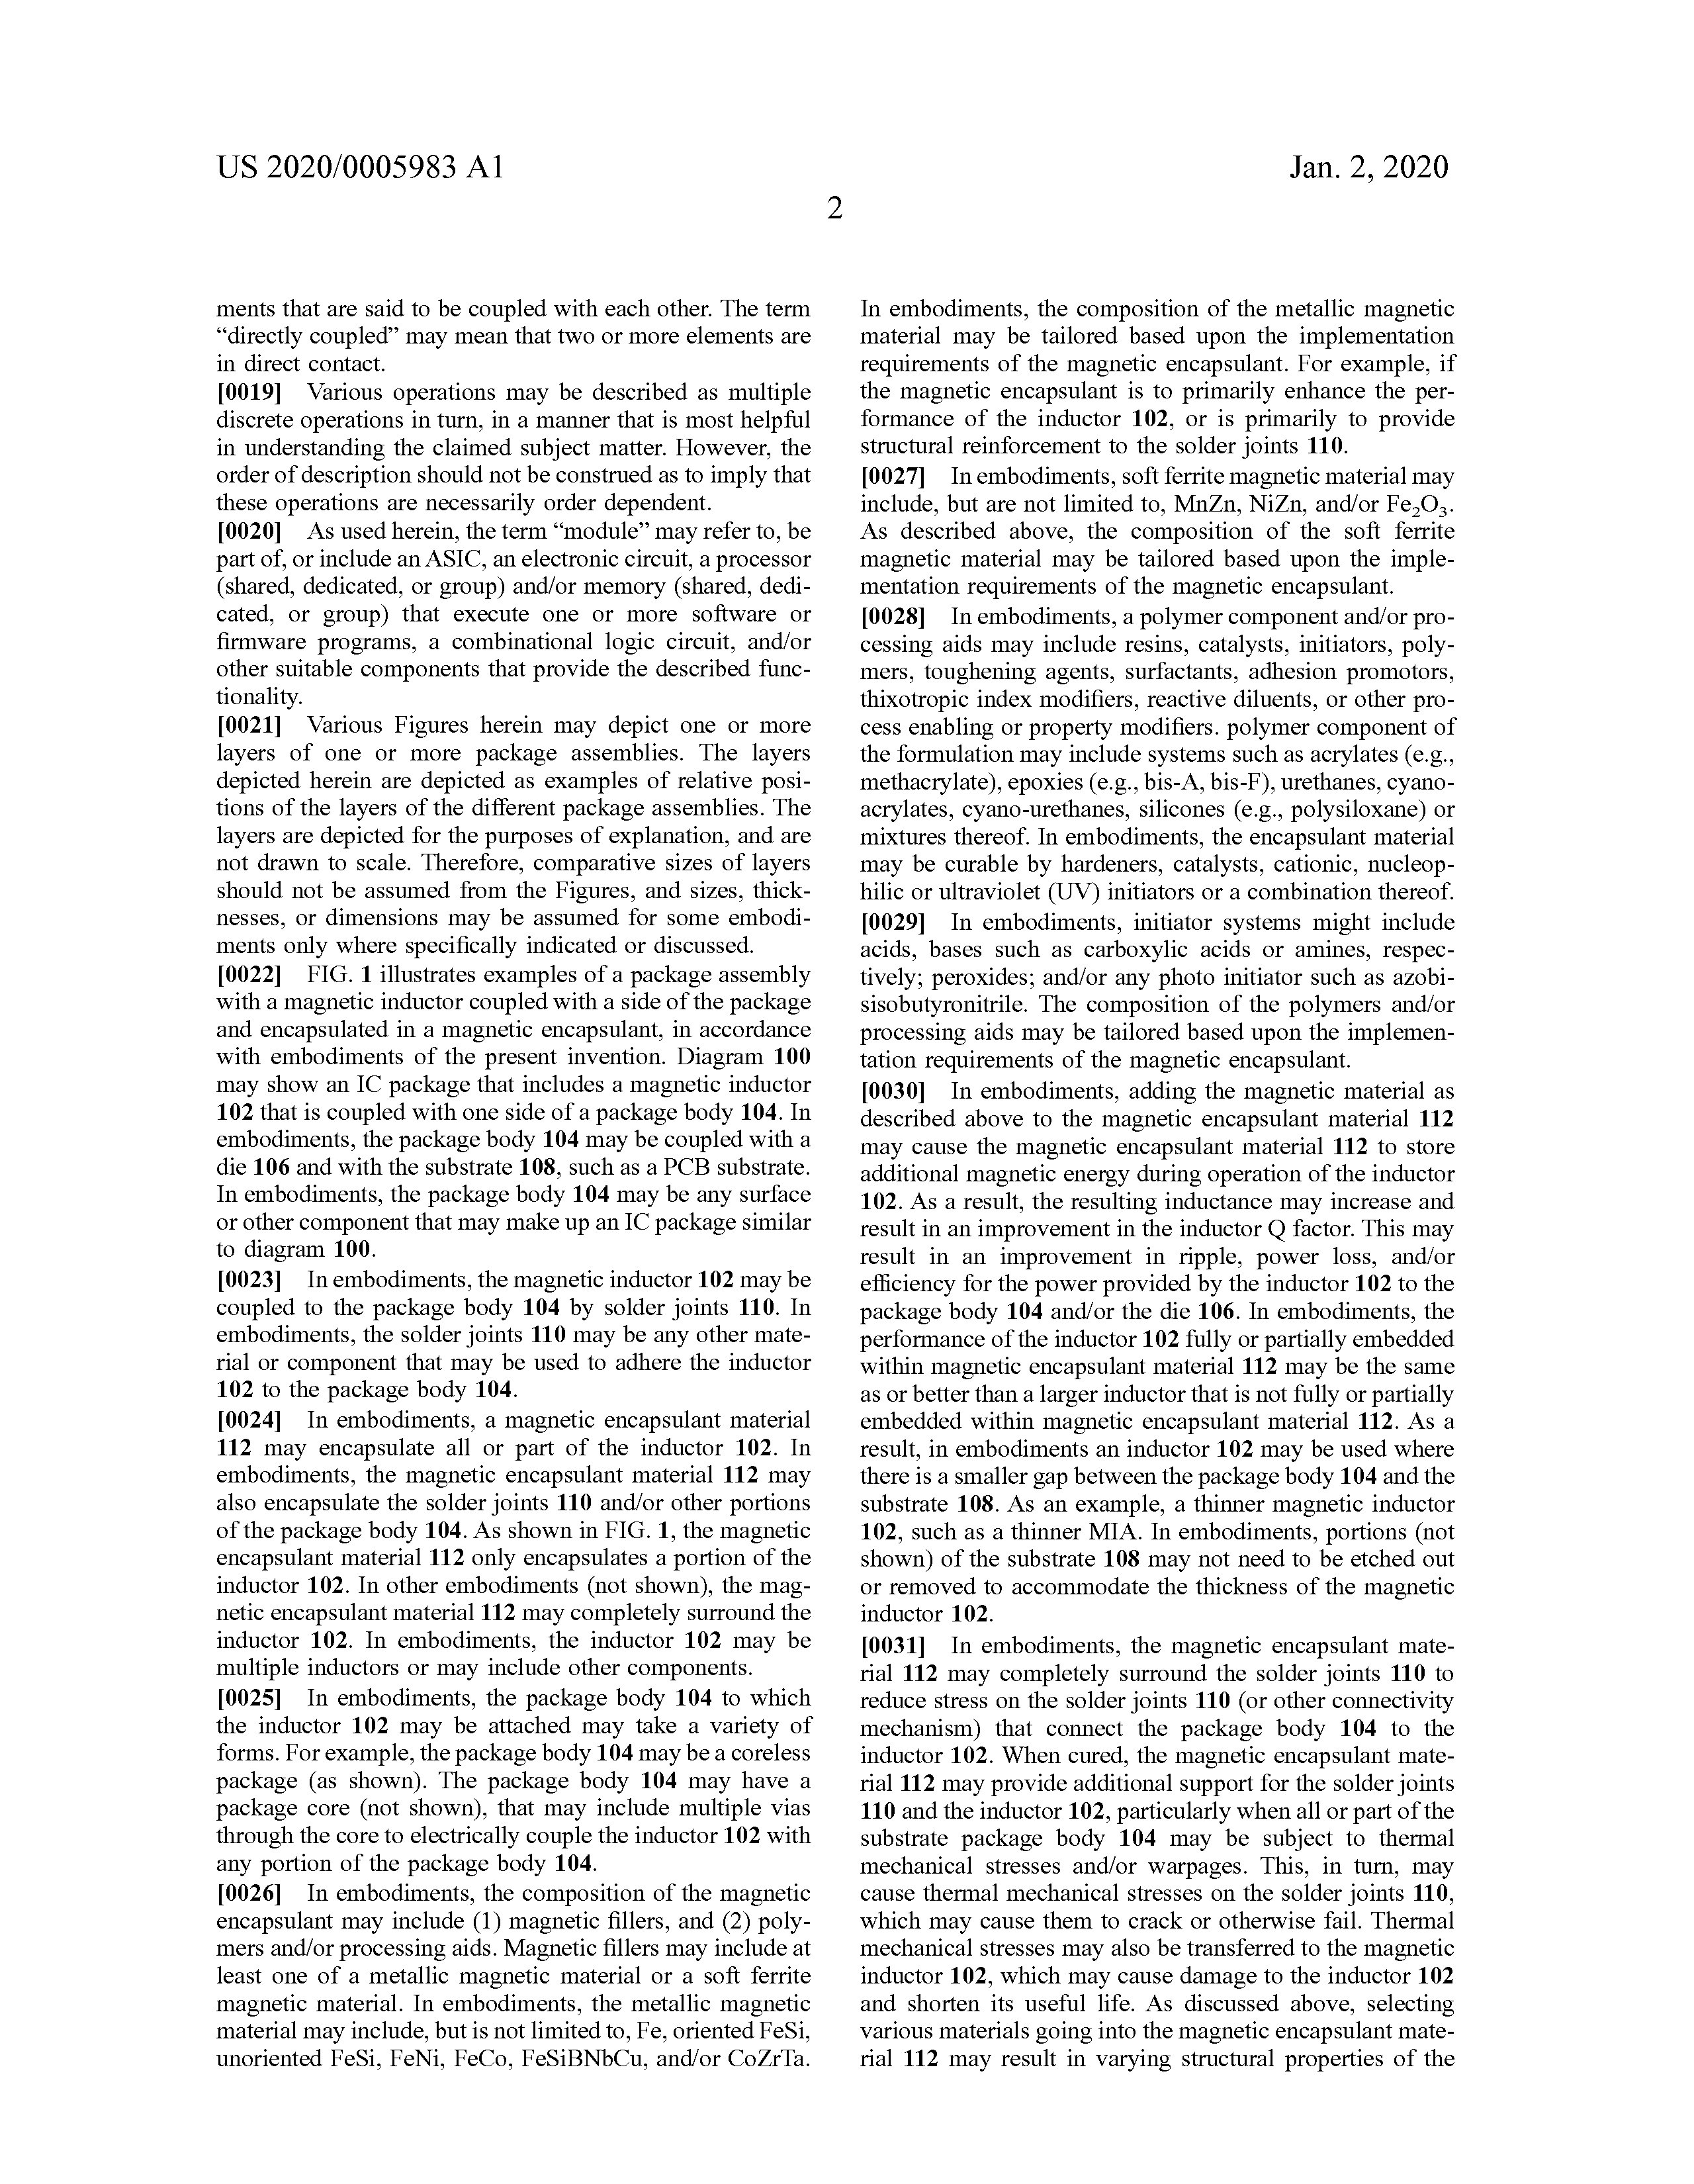 US 2020/0005983 A1
Jan. 2, 2020
2
ments that are said to be coupled with each other. The term
“directly coupled” may mean that two or more elements are
in direct contact.
[0019] Various operations may be described as multiple
discrete operations in turn, in a manner that is most helpful
in understanding the claimed subject matter. However, the
order of description should not be construed as to imply that
these operations are necessarily order dependent.
[0020] As used herein, the term “module” may refer to, be
part of, or include an ASIC, an electronic circuit, a processor
(shared, dedicated, or group) and/or memory (shared, dedi-
cated, or group) that execute one or more software or
firmware programs, a combinational logic circuit, and/or
other suitable components that provide the described func-
tionality.
[0021] Various Figures herein may depict one or more
layers of one or more package assemblies. The layers
depicted herein are depicted as examples of relative posi-
tions of the layers of the different package assemblies. The
layers are depicted for the purposes of explanation, and are
not drawn to scale. Therefore, comparative sizes of layers
should not be assumed from the Figures, and sizes, thick-
nesses, or dimensions may be assumed for some embodi-
ments only where specifically indicated or discussed.
[0022] FIG. 1 illustrates examples of a package assembly
with a magnetic inductor coupled with a side of the package
and encapsulated in a magnetic encapsulant, in accordance
with embodiments of the present invention. Diagram 100
may show an IC package that includes a magnetic inductor
102 that is coupled with one side of a package body 104. In
embodiments, the package body 104 may be coupled with a
die 106 and with the substrate 108, such as a PCB substrate.
In embodiments, the package body 104 may be any surface
or other component that may make up an IC package similar
to diagram 100.
[0023] In embodiments, the magnetic inductor 102 may be
coupled to the package body 104 by solder joints 110. In
embodiments, the solder joints 110 may be any other mate-
rial or component that may be used to adhere the inductor
102 to the package body 104.
[0024] In embodiments, a magnetic encapsulant material
112 may encapsulate all or part of the inductor 102. In
embodiments, the magnetic encapsulant material 112 may
also encapsulate the solder joints 110 and/or other portions
of the package body 104. As shown in FIG. 1, the magnetic
encapsulant material 112 only encapsulates a portion of the
inductor 102. In other embodiments (not shown), the mag-
netic encapsulant material 112 may completely surround the
inductor 102. In embodiments, the inductor 102 may be
multiple inductors or may include other components.
[0025] In embodiments, the package body 104 to which
the inductor 102 may be attached may take a variety of
forms. For example, the package body 104 may be a coreless
package (as shown). The package body 104 may have a
package core (not shown), that may include multiple vias
through the core to electrically couple the inductor 102 with
any portion of the package body 104.
[0026] In embodiments, the composition of the magnetic
encapsulant may include (1) magnetic fillers, and (2) poly-
mers and/or processing aids. Magnetic fillers may include at
least one of a metallic magnetic material or a soft ferrite
magnetic material. In embodiments, the metallic magnetic
material may include, but is not limited to, Fe, oriented FeSi,
unoriented FeSi, FeNi, FeCo, FeSiBNbCu, and/or CoZrTa.
In embodiments, the composition of the metallic magnetic
material may be tailored based upon the implementation
requirements of the magnetic encapsulant. For example, if
the magnetic encapsulant is to primarily enhance the per-
formance of the inductor 102, or is primarily to provide
structural reinforcement to the solder joints 110.
[0027] In embodiments, soft ferrite magnetic material may
include, but are not limited to, MnZn, NiZn, and/or Fe₂O₃.
As described above, the composition of the soft ferrite
magnetic material may be tailored based upon the imple-
mentation requirements of the magnetic encapsulant.
[0028] In embodiments, a polymer component and/or pro-
cessing aids may include resins, catalysts, initiators, poly-
mers, toughening agents, surfactants, adhesion promotors,
thixotropic index modifiers, reactive diluents, or other pro-
cess enabling or property modifiers. polymer component of
the formulation may include systems such as acrylates (e.g.,
methacrylate), epoxies (e.g., bis-A, bis-F), urethanes, cyano-
acrylates, cyano-urethanes, silicones (e.g., polysiloxane) or
mixtures thereof. In embodiments, the encapsulant material
may be curable by hardeners, catalysts, cationic, nucleop-
hilic or ultraviolet (UV) initiators or a combination thereof.
[0029] In embodiments, initiator systems might include
acids, bases such as carboxylic acids or amines, respec-
tively; peroxides; and/or any photo initiator such as azobi-
sisobutyronitrile. The composition of the polymers and/or
processing aids may be tailored based upon the implemen-
tation requirements of the magnetic encapsulant.
[0030] In embodiments, adding the magnetic material as
described above to the magnetic encapsulant material 112
may cause the magnetic encapsulant material 112 to store
additional magnetic energy during operation of the inductor
102. As a result, the resulting inductance may increase and
result in an improvement in the inductor Q factor. This may
result in an improvement in ripple, power loss, and/or
efficiency for the power provided by the inductor 102 to the
package body 104 and/or the die 106. In embodiments, the
performance of the inductor 102 fully or partially embedded
within magnetic encapsulant material 112 may be the same
as or better than a larger inductor that is not fully or partially
embedded within magnetic encapsulant material 112. As a
result, in embodiments an inductor 102 may be used where
there is a smaller gap between the package body 104 and the
substrate 108. As an example, a thinner magnetic inductor
102, such as a thinner MIA. In embodiments, portions (not
shown) of the substrate 108 may not need to be etched out
or removed to accommodate the thickness of the magnetic
inductor 102.
[0031] In embodiments, the magnetic encapsulant mate-
rial 112 may completely surround the solder joints 110 to
reduce stress on the solder joints 110 (or other connectivity
mechanism) that connect the package body 104 to the
inductor 102. When cured, the magnetic encapsulant mate-
rial 112 may provide additional support for the solder joints
110 and the inductor 102, particularly when all or part of the
substrate package body 104 may be subject to thermal
mechanical stresses and/or warpages. This, in turn, may
cause thermal mechanical stresses on the solder joints 110,
which may cause them to crack or otherwise fail. Thermal
mechanical stresses may also be transferred to the magnetic
inductor 102, which may cause damage to the inductor 102
and shorten its useful life. As discussed above, selecting
various materials going into the magnetic encapsulant mate-
rial 112 may result in varying structural properties of the